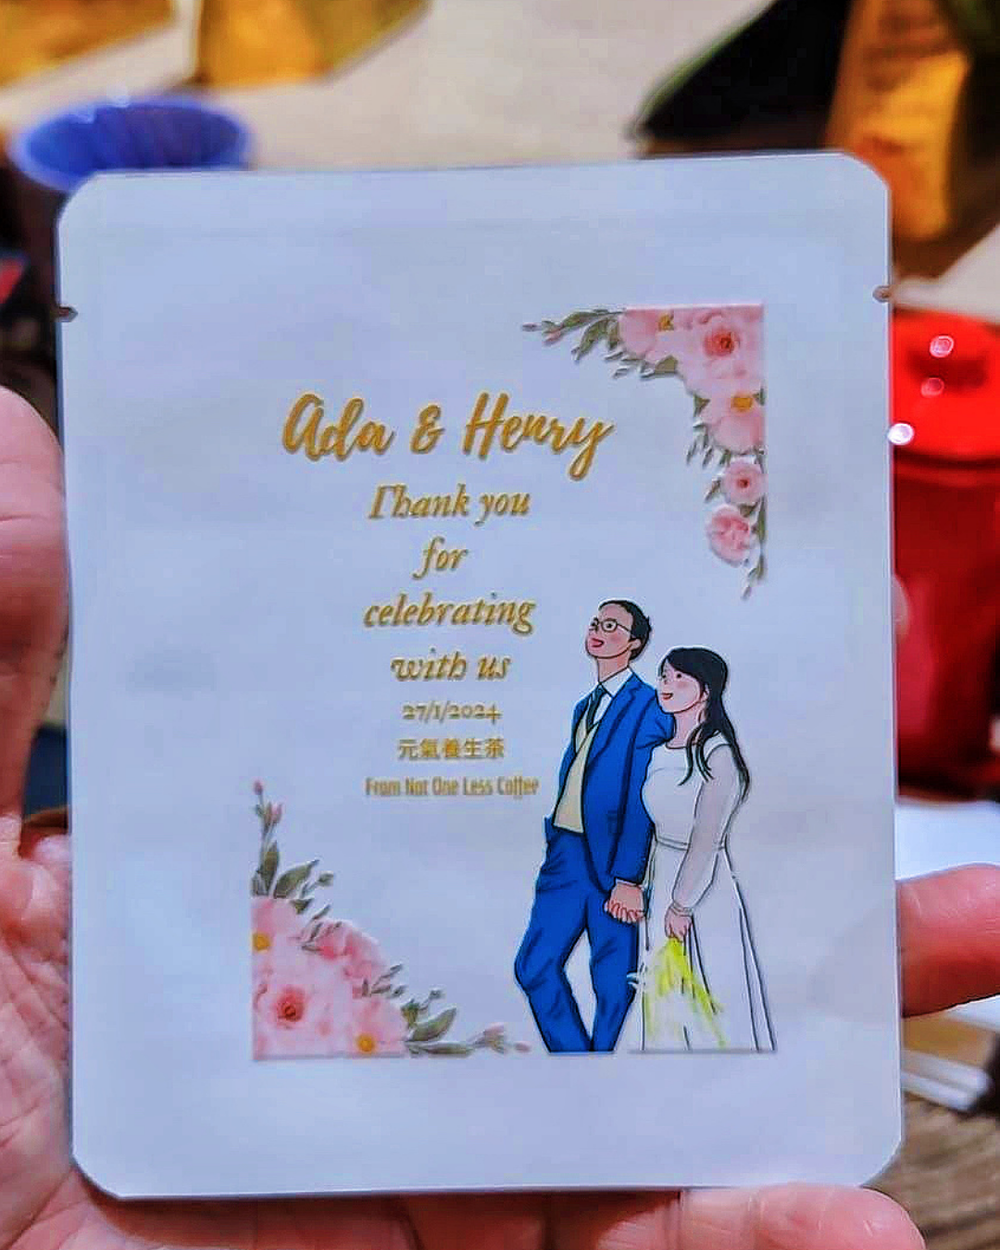 Ada & Henry
Thank you
for
celebrating
with us
27/1/2024
元氣養生茶
From Not One Less Coffee